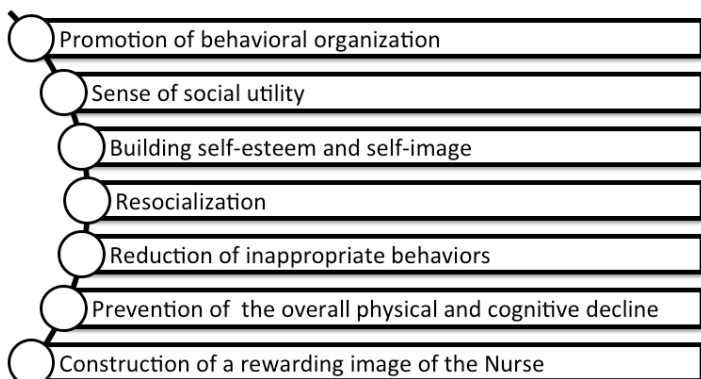 Promotion of behavioral organization
Sense of social utility
Building self-esteem and self-image
Resocialization
Reduction of inappropriate behaviors
Prevention of  the overall physical and cognitive decline
Construction of a rewarding image of the Nurse